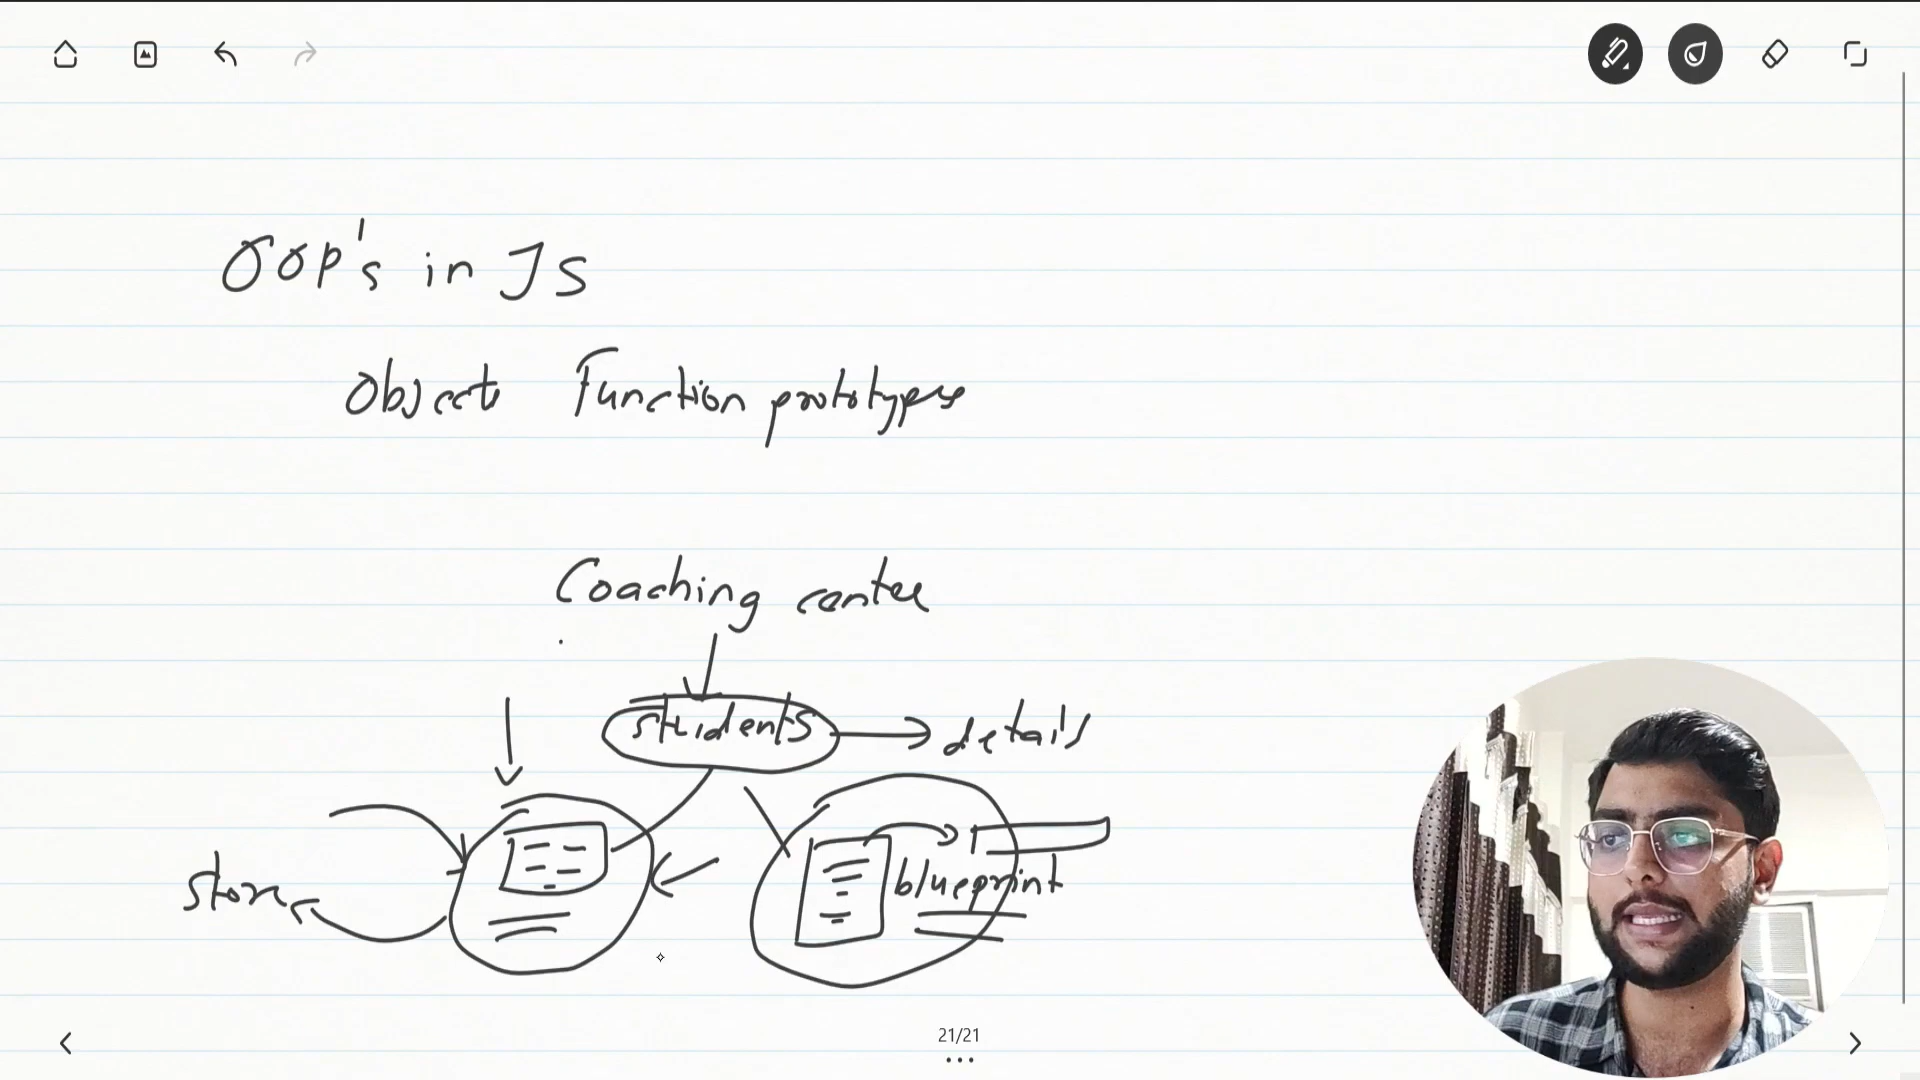 OOP's in JS
Object Function prototypes
Coaching center
students
details
store
blueprint
21/21